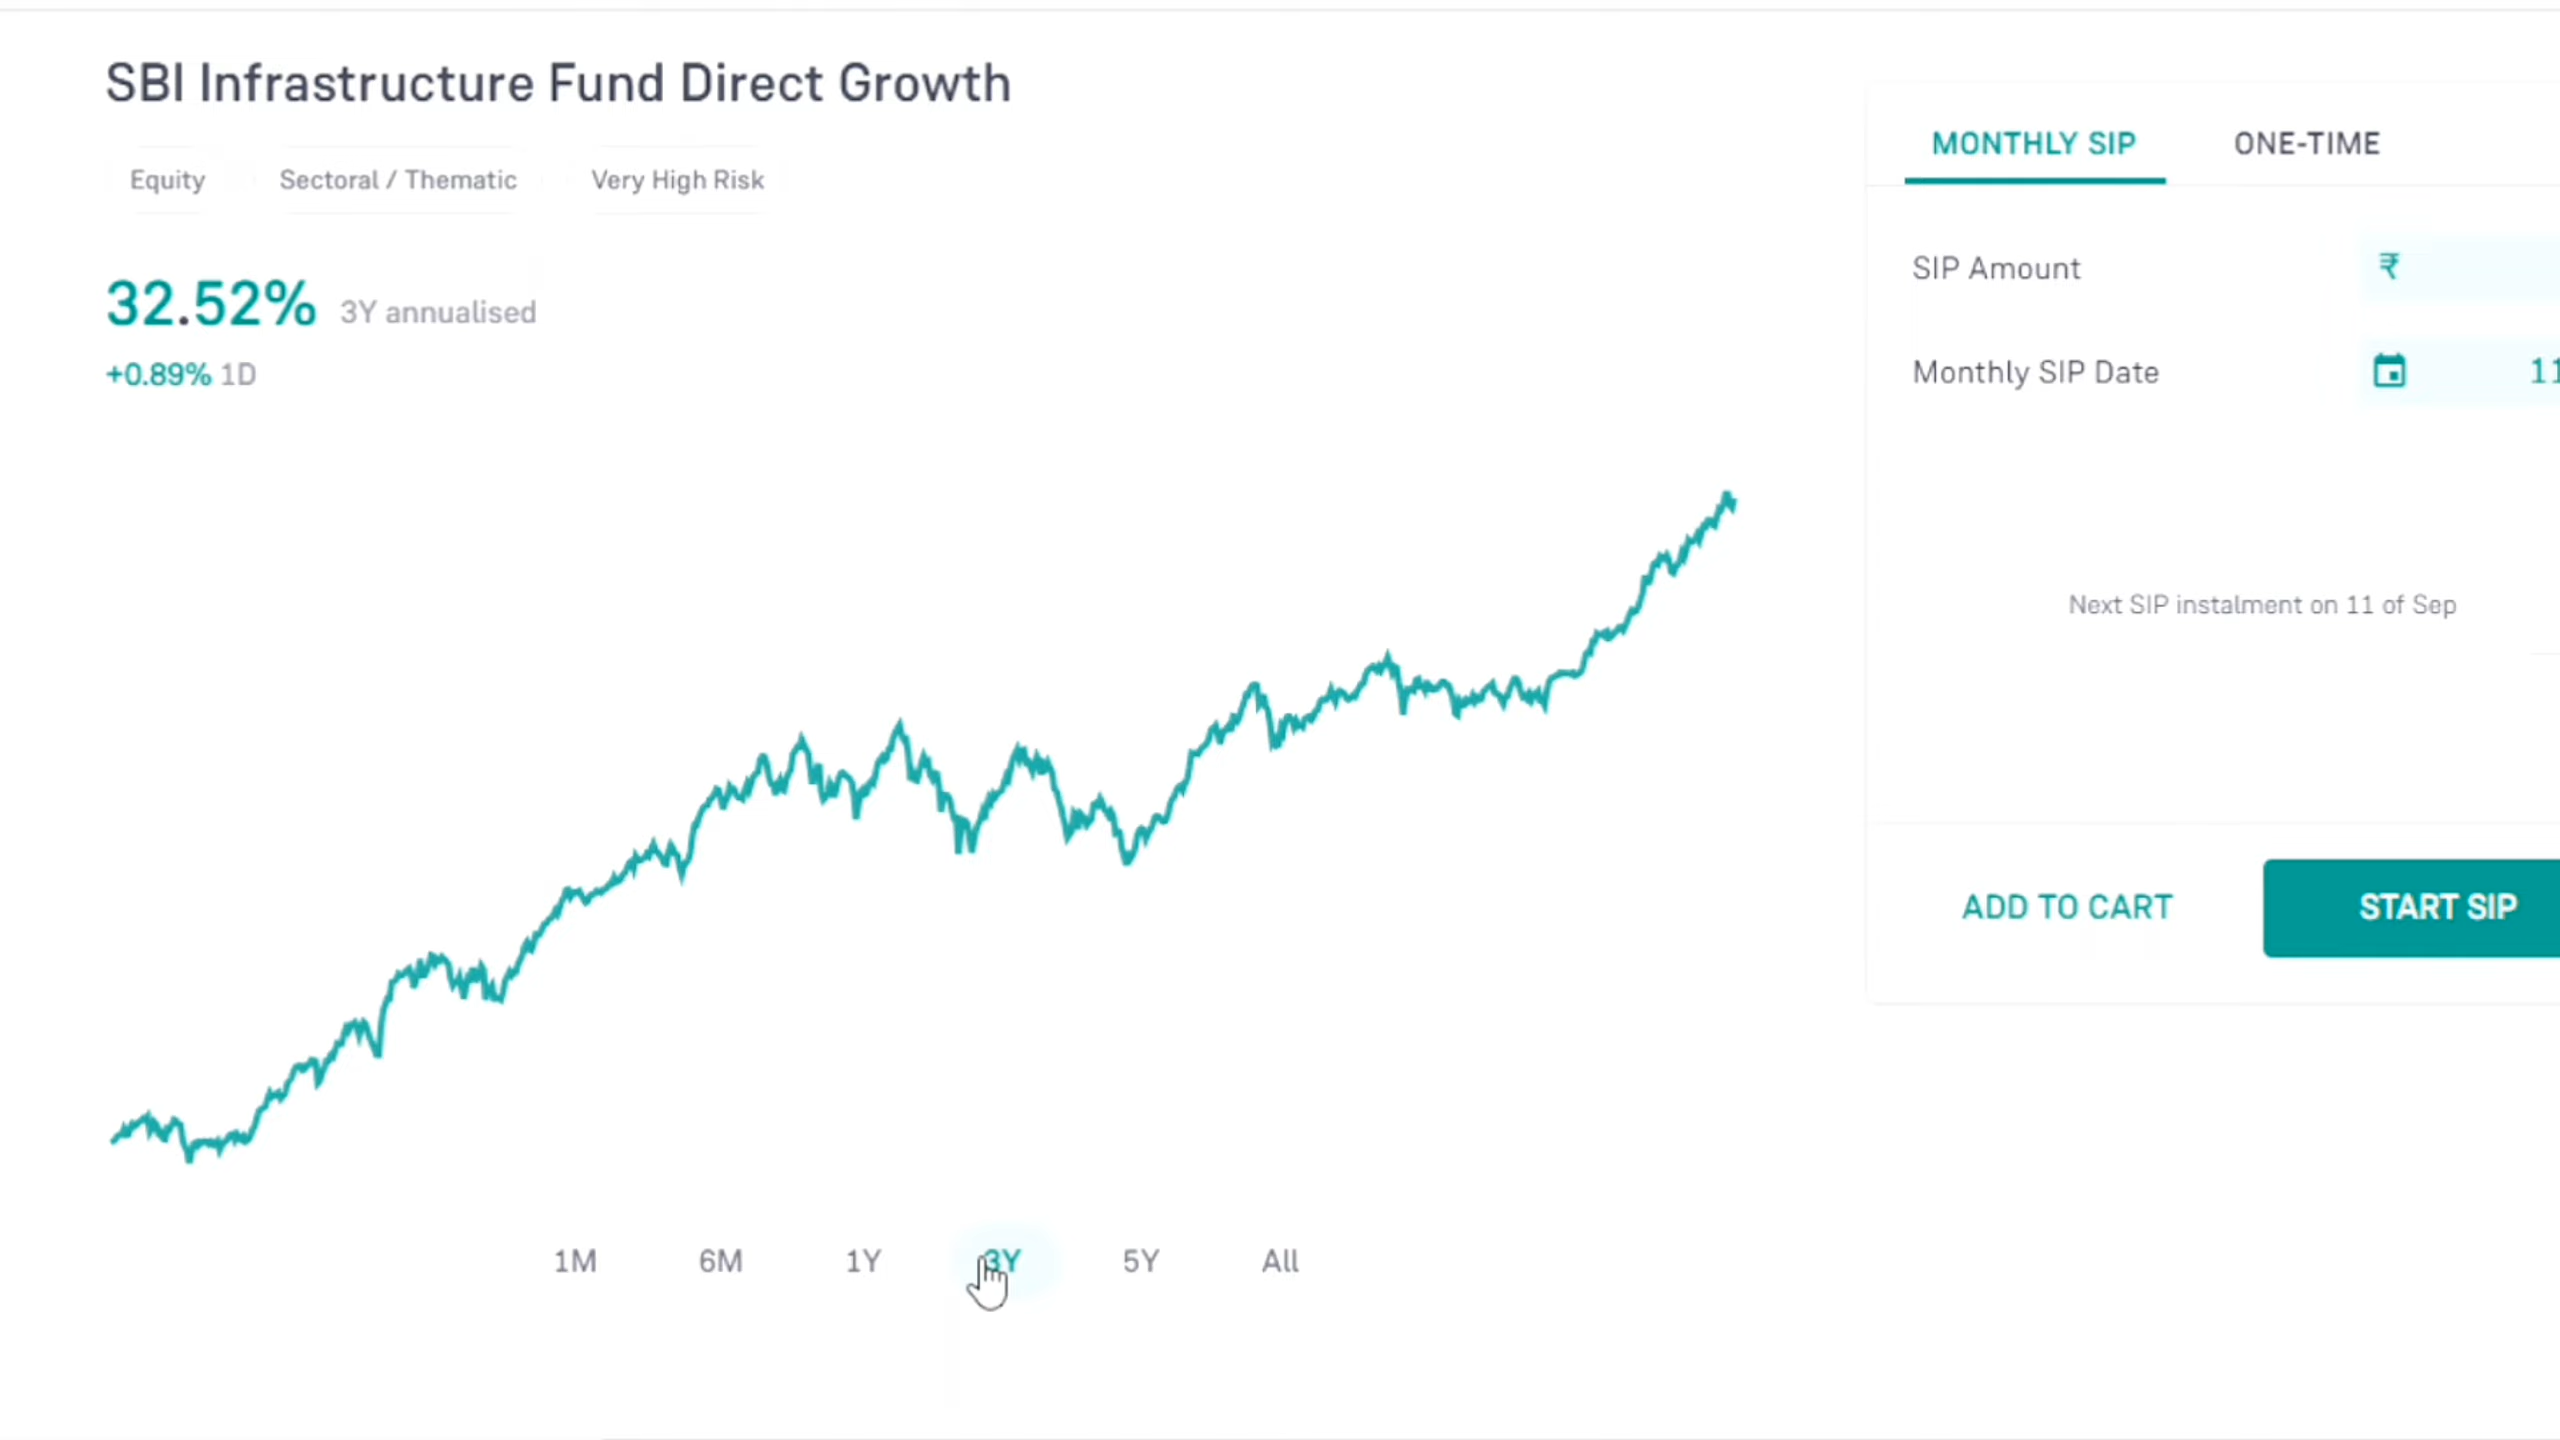 SBI Infrastructure Fund Direct Growth
Equity
Sectoral / Thematic
Very High Risk
32.52% 3Y annualised
+0.89% 1D
MONTHLY SIP
ONE-TIME
SIP Amount
₹
Monthly SIP Date
11
Next SIP instalment on 11 of Sep
ADD TO CART
START SIP
1M
6M
1Y
3Y
5Y
All